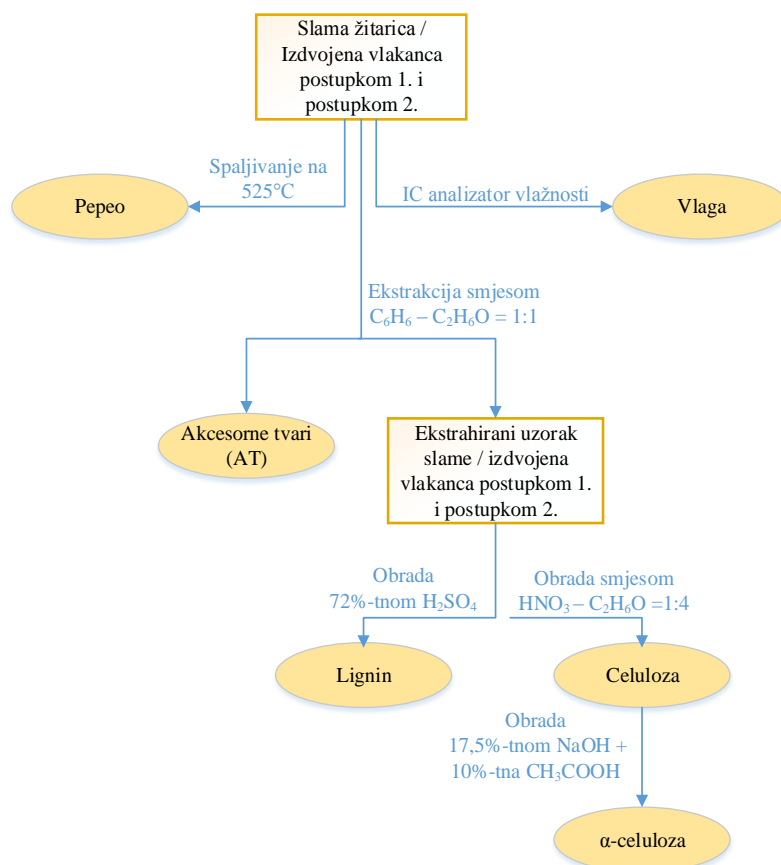 Slama žitarica /
Izdvojena vlakanca
postupkom 1. i
postupkom 2.
Spaljivanje na
525°C
IC analizator vlažnosti
Pepeo
Vlaga
Ekstrakcija smjesom
C₆H₆ – C₂H₆O = 1:1
Akcesorne tvari
(AT)
Ekstrahirani uzorak
slame / izdvojena
vlakanca postupkom 1.
i postupkom 2.
Obrada
72%-tnom H₂SO₄
Obrada smjesom
HNO₃ – C₂H₆O =1:4
Lignin
Celuloza
Obrada
17,5%-tnom NaOH +
10%-tna CH₃COOH
α-celuloza